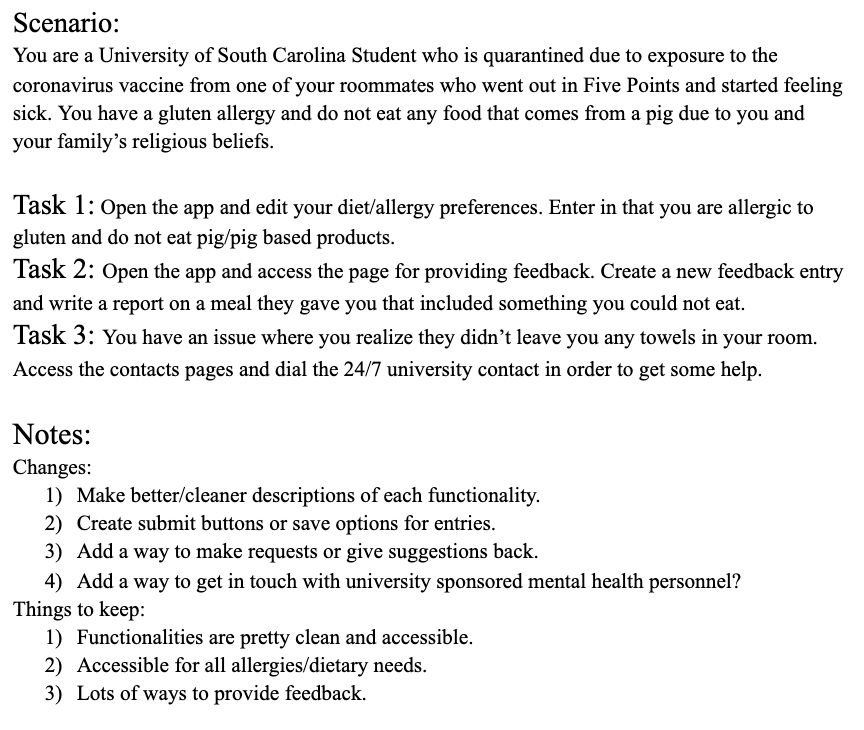 Scenario:
You are a University of South Carolina Student who is quarantined due to exposure to the
coronavirus vaccine from one of your roommates who went out in Five Points and started feeling
sick. You have a gluten allergy and do not eat any food that comes from a pig due to you and
your family’s religious beliefs.
Task 1: Open the app and edit your diet/allergy preferences. Enter in that you are allergic to
gluten and do not eat pig/pig based products.
Task 2: Open the app and access the page for providing feedback. Create a new feedback entry
and write a report on a meal they gave you that included something you could not eat.
Task 3: You have an issue where you realize they didn’t leave you any towels in your room.
Access the contacts pages and dial the 24/7 university contact in order to get some help.
Notes:
Changes:
1) Make better/cleaner descriptions of each functionality.
2) Create submit buttons or save options for entries.
3) Add a way to make requests or give suggestions back.
4) Add a way to get in touch with university sponsored mental health personnel?
Things to keep:
1) Functionalities are pretty clean and accessible.
2) Accessible for all allergies/dietary needs.
3) Lots of ways to provide feedback.